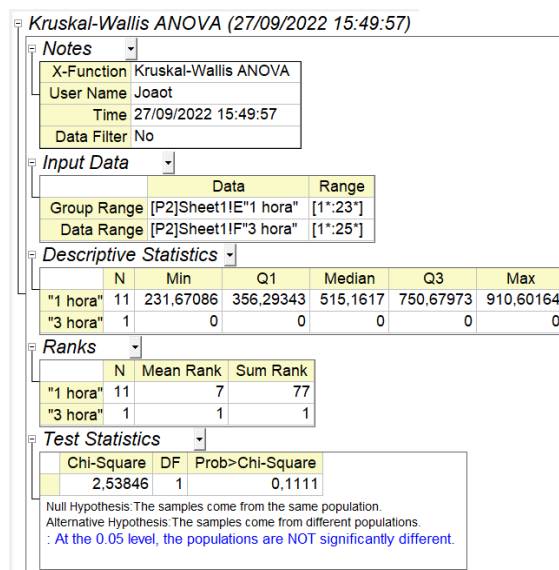 Kruskal-Wallis ANOVA (27/09/2022 15:49:57)
Notes
X-Function Kruskal-Wallis ANOVA
User Name Joaot
Time 27/09/2022 15:49:57
Data Filter No
Input Data
Data Range
Group Range [P2]Sheet1!E"1 hora" [1*:23*]
Data Range [P2]Sheet1!F"3 hora" [1*:25*]
Descriptive Statistics
N Min Q1 Median Q3 Max
"1 hora" 11 231,67086 356,29343 515,1617 750,67973 910,60164
"3 hora" 1 0 0 0 0 0
Ranks
N Mean Rank Sum Rank
"1 hora" 11 7 77
"3 hora" 1 1 1
Test Statistics
Chi-Square DF Prob>Chi-Square
2,53846 1 0,1111
Null Hypothesis:The samples come from the same population.
Alternative Hypothesis:The samples come from different populations.
: At the 0.05 level, the populations are NOT significantly different.